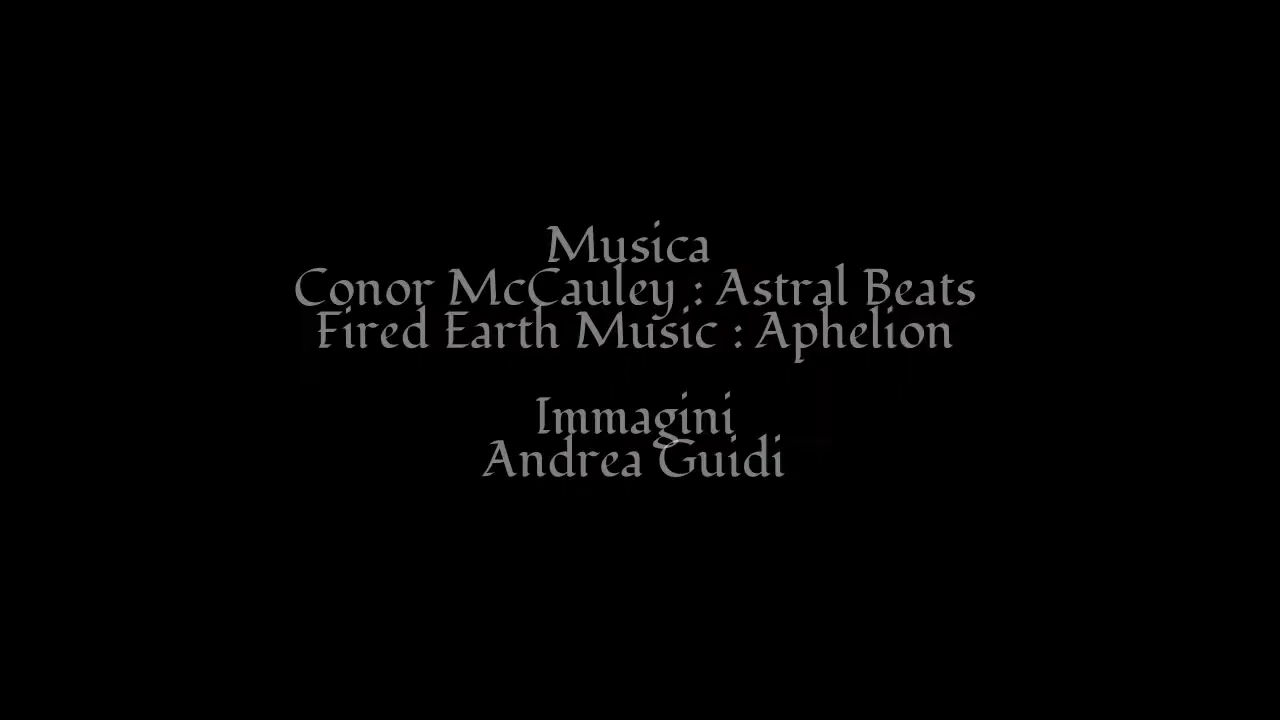 Musica
Conor McCauley : Astral Beats
Fired Earth Music : Aphelion
Immagini
Andrea Guidi